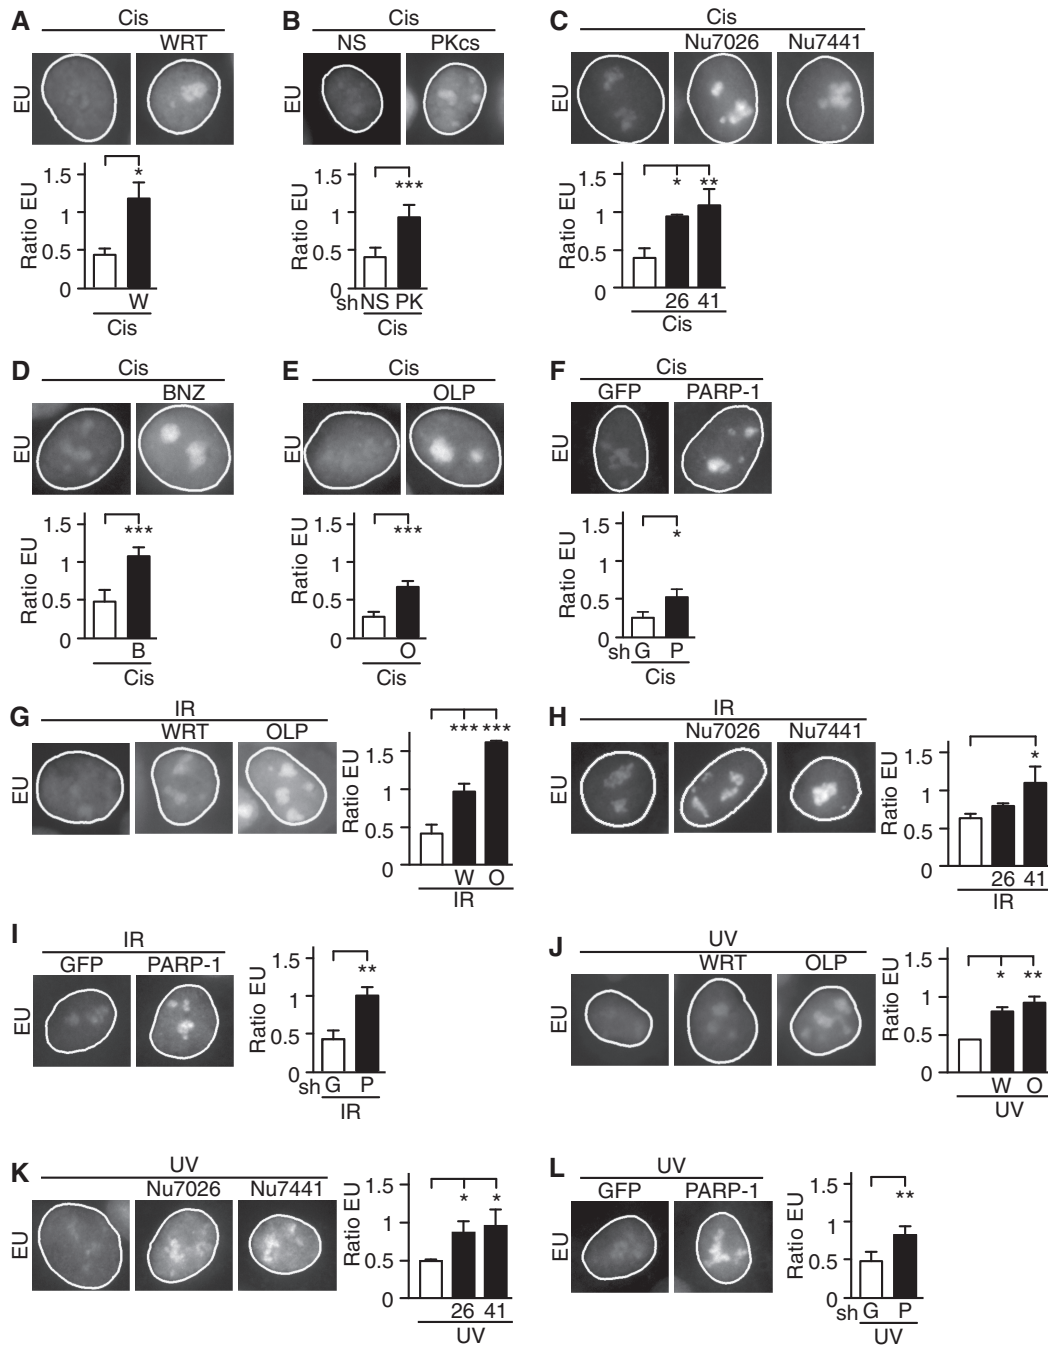 A
Cis
WRT
EU
Ratio EU
1.5
1
0.5
0
*
W
Cis
B
Cis
NS PKcs
EU
Ratio EU
1.5
1
0.5
0
***
sh NS PK
Cis
C
Cis
Nu7026 Nu7441
EU
Ratio EU
1.5
1
0.5
0
* **
26 41
Cis
D
Cis
BNZ
EU
Ratio EU
1.5
1
0.5
0
***
B
Cis
E
Cis
OLP
EU
Ratio EU
1.5
1
0.5
0
***
O
Cis
F
Cis
GFP PARP-1
EU
Ratio EU
1.5
1
0.5
0
*
sh G P
Cis
G
IR
WRT OLP
EU
Ratio EU
1.5
1
0.5
0
*** ***
W O
IR
H
IR
Nu7026 Nu7441
EU
Ratio EU
1.5
1
0.5
0
*
26 41
IR
I
IR
GFP PARP-1
EU
Ratio EU
1.5
1
0.5
0
**
sh G P
IR
J
UV
WRT OLP
EU
Ratio EU
1.5
1
0.5
0
* **
W O
UV
K
UV
Nu7026 Nu7441
EU
Ratio EU
1.5
1
0.5
0
* *
26 41
UV
L
UV
GFP PARP-1
EU
Ratio EU
1.5
1
0.5
0
**
sh G P
UV